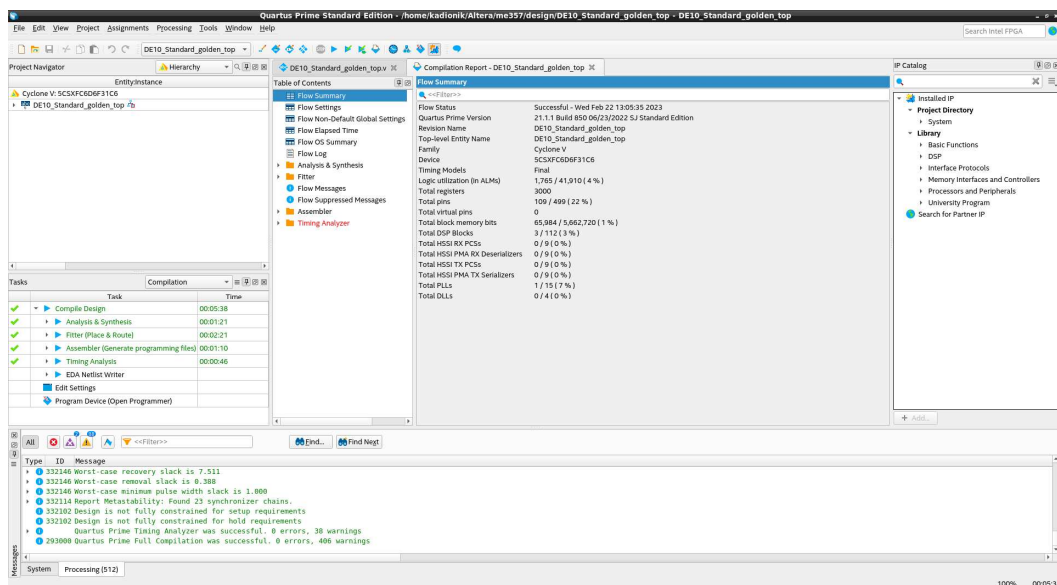 Quartus Prime Standard Edition - /home/kadionik/Altera/me357/design/DE10_Standard_golden_top - DE10_Standard_golden_top
File Edit View Project Assignments Processing Tools Window Help
Search Intel FPGA
DE10_Standard_golden_top
Project Navigator
Hierarchy
Entity:Instance
Cyclone V: 5CSXFC6D6F31C6
DE10_Standard_golden_top
Tasks
Compilation
Task Time
Compile Design 00:05:38
Analysis & Synthesis 00:01:21
Fitter (Place & Route) 00:02:21
Assembler (Generate programming files) 00:01:10
Timing Analysis 00:00:46
EDA Netlist Writer
Edit Settings
Program Device (Open Programmer)
DE10_Standard_golden_top.v
Compilation Report - DE10_Standard_golden_top
Table of Contents
Flow Summary
Flow Settings
Flow Non-Default Global Settings
Flow Elapsed Time
Flow OS Summary
Flow Log
Analysis & Synthesis
Fitter
Flow Messages
Flow Suppressed Messages
Assembler
Timing Analyzer
Flow Summary
<<Filter>>
Flow Status Successful - Wed Feb 22 13:05:35 2023
Quartus Prime Version 21.1.1 Build 850 06/23/2022 SJ Standard Edition
Revision Name DE10_Standard_golden_top
Top-level Entity Name DE10_Standard_golden_top
Family Cyclone V
Device 5CSXFC6D6F31C6
Timing Models Final
Logic utilization (in ALMs) 1,765 / 41,910 ( 4 % )
Total registers 3000
Total pins 109 / 499 ( 22 % )
Total virtual pins 0
Total block memory bits 65,984 / 5,662,720 ( 1 % )
Total DSP Blocks 3 / 112 ( 3 % )
Total HSSI RX PCSs 0 / 9 ( 0 % )
Total HSSI PMA RX Deserializers 0 / 9 ( 0 % )
Total HSSI TX PCSs 0 / 9 ( 0 % )
Total HSSI PMA TX Serializers 0 / 9 ( 0 % )
Total PLLs 1 / 15 ( 7 % )
Total DLLs 0 / 4 ( 0 % )
IP Catalog
Installed IP
Project Directory
System
Library
Basic Functions
DSP
Interface Protocols
Memory Interfaces and Controllers
Processors and Peripherals
University Program
Search for Partner IP
+ Add...
All
<<Filter>>
Find...
Find Next
Type ID Message
332146 Worst-case recovery slack is 7.511
332146 Worst-case removal slack is 0.388
332146 Worst-case minimum pulse width slack is 1.000
332114 Report Metastability: Found 23 synchronizer chains.
332102 Design is not fully constrained for setup requirements
332102 Design is not fully constrained for hold requirements
Quartus Prime Timing Analyzer was successful. 0 errors, 38 warnings
293000 Quartus Prime Full Compilation was successful. 0 errors, 406 warnings
Messages
System
Processing (512)
100%